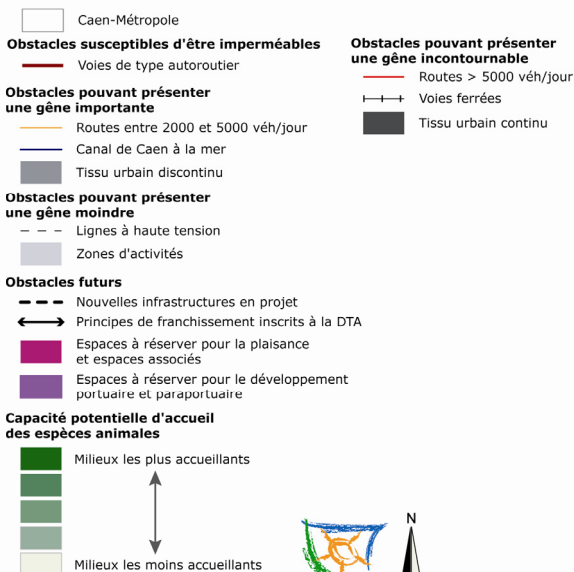 Caen-Métropole
Obstacles susceptibles d'être imperméables
Voies de type autoroutier
Obstacles pouvant présenter
une gêne importante
Routes entre 2000 et 5000 véh/jour
Canal de Caen à la mer
Tissu urbain discontinu
Obstacles pouvant présenter
une gêne moindre
Lignes à haute tension
Zones d'activités
Obstacles futurs
Nouvelles infrastructures en projet
Principes de franchissement inscrits à la DTA
Espaces à réserver pour la plaisance
et espaces associés
Espaces à réserver pour le développement
portuaire et paraportuaire
Capacité potentielle d'accueil
des espèces animales
Milieux les plus accueillants
Milieux les moins accueillants
Obstacles pouvant présenter
une gêne incontournable
Routes > 5000 véh/jour
Voies ferrées
Tissu urbain continu
N